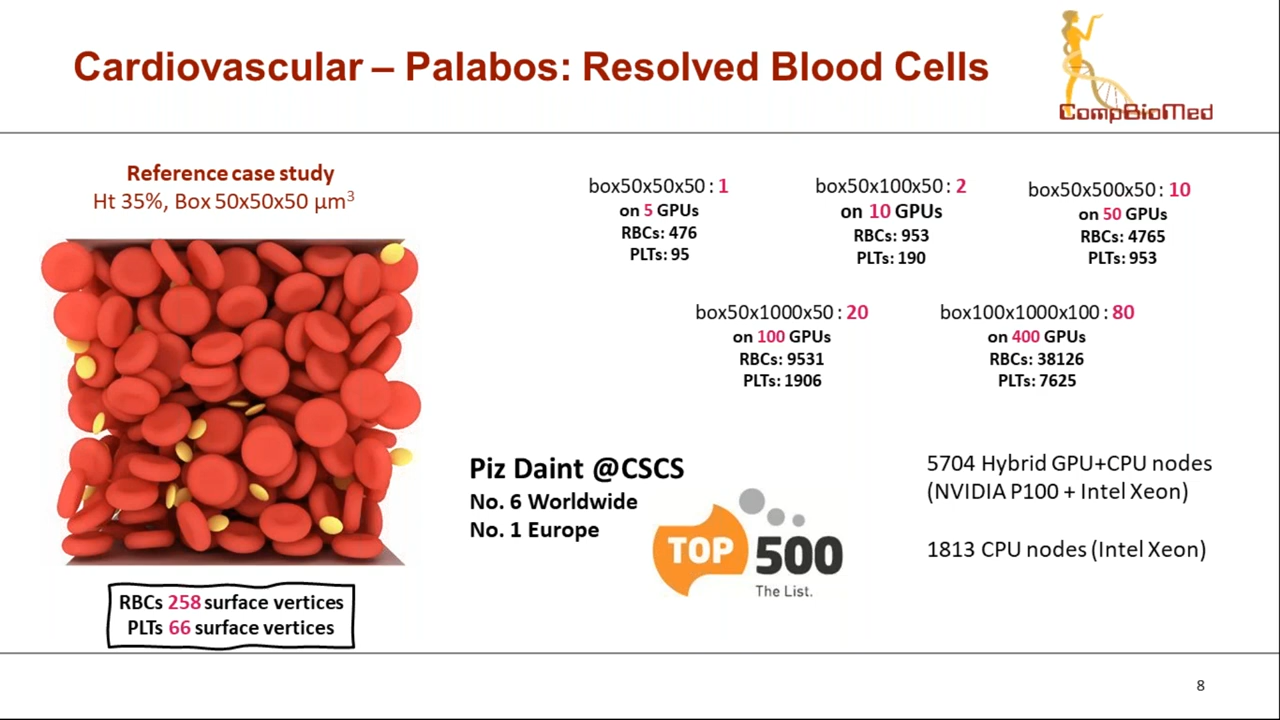 Cardiovascular – Palabos: Resolved Blood Cells
CompBioMed
Reference case study
Ht 35%, Box 50x50x50 µm³
RBCs 258 surface vertices
PLTs 66 surface vertices
box50x50x50 : 1
on 5 GPUs
RBCs: 476
PLTs: 95
box50x100x50 : 2
on 10 GPUs
RBCs: 953
PLTs: 190
box50x500x50 : 10
on 50 GPUs
RBCs: 4765
PLTs: 953
box50x1000x50 : 20
on 100 GPUs
RBCs: 9531
PLTs: 1906
box100x1000x100 : 80
on 400 GPUs
RBCs: 38126
PLTs: 7625
Piz Daint @CSCS
No. 6 Worldwide
No. 1 Europe
TOP 500
The List.
5704 Hybrid GPU+CPU nodes
(NVIDIA P100 + Intel Xeon)
1813 CPU nodes (Intel Xeon)
8